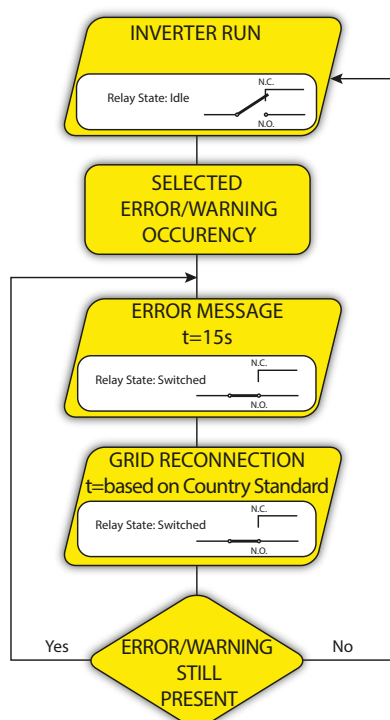 INVERTER RUN
N.C.
Relay State: Idle
N.O.
SELECTED
ERROR/WARNING
OCCURENCY
ERROR MESSAGE
t=15s
N.C.
Relay State: Switched
N.O.
GRID RECONNECTION
t=based on Country Standard
N.C.
Relay State: Switched
N.O.
Yes
No
ERROR/WARNING
STILL
PRESENT